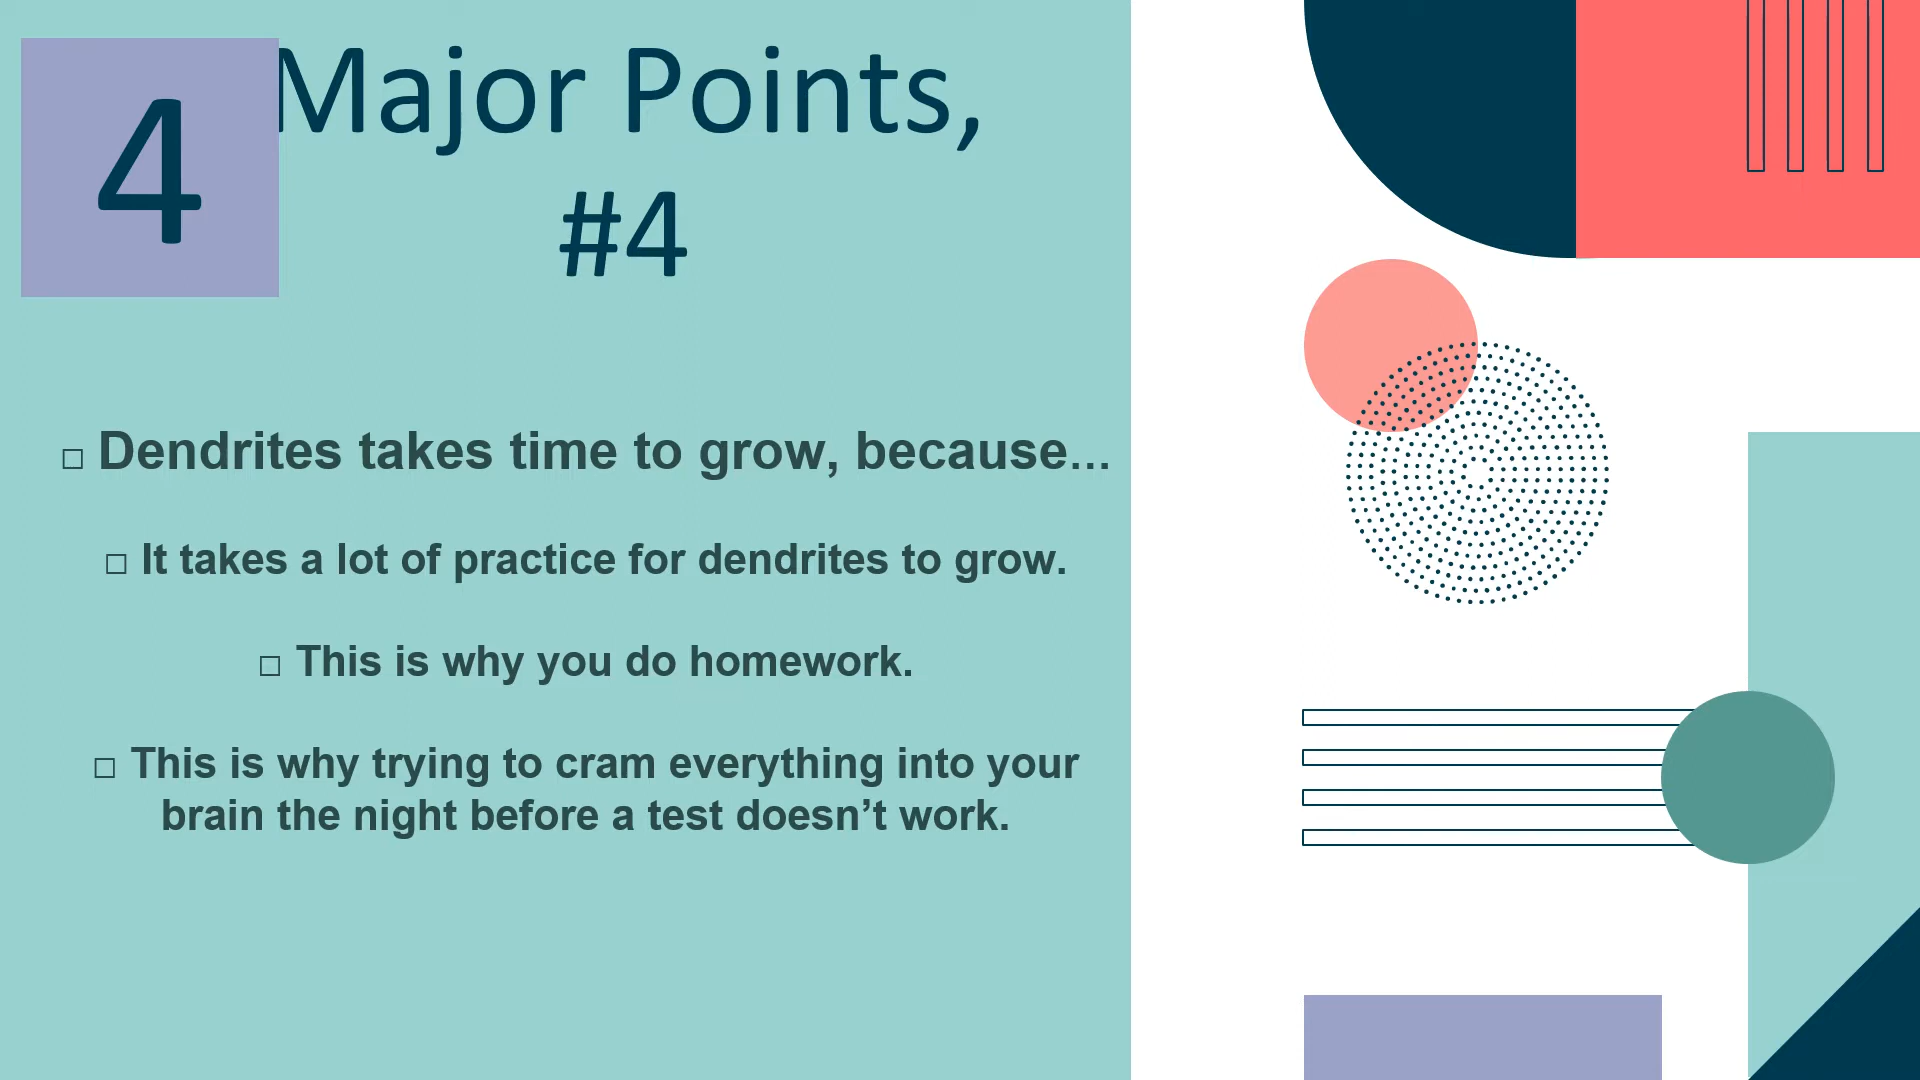 4
Major Points,
#4
□ Dendrites takes time to grow, because...
□ It takes a lot of practice for dendrites to grow.
□ This is why you do homework.
□ This is why trying to cram everything into your
brain the night before a test doesn’t work.